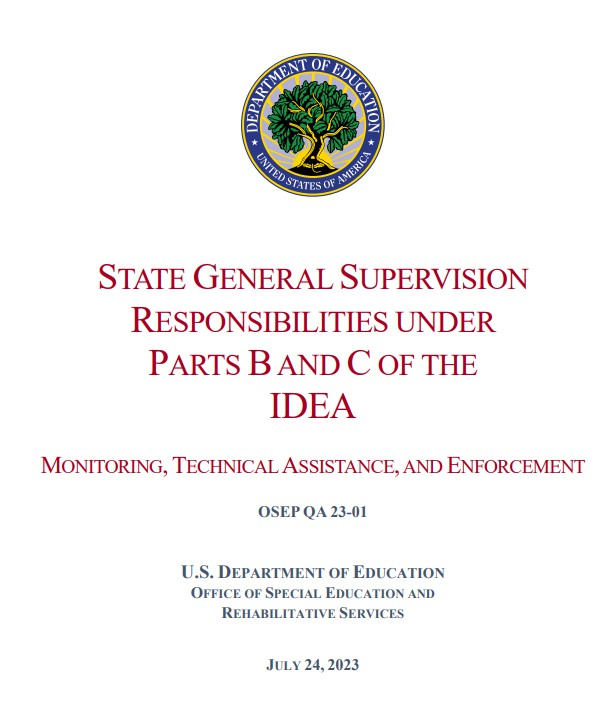 DEPARTMENT OF EDUCATION
UNITED STATES OF AMERICA
STATE GENERAL SUPERVISION
RESPONSIBILITIES UNDER
PARTS B AND C OF THE
IDEA
MONITORING, TECHNICAL ASSISTANCE, AND ENFORCEMENT
OSEP QA 23-01
U.S. DEPARTMENT OF EDUCATION
OFFICE OF SPECIAL EDUCATION AND
REHABILITATIVE SERVICES
JULY 24, 2023